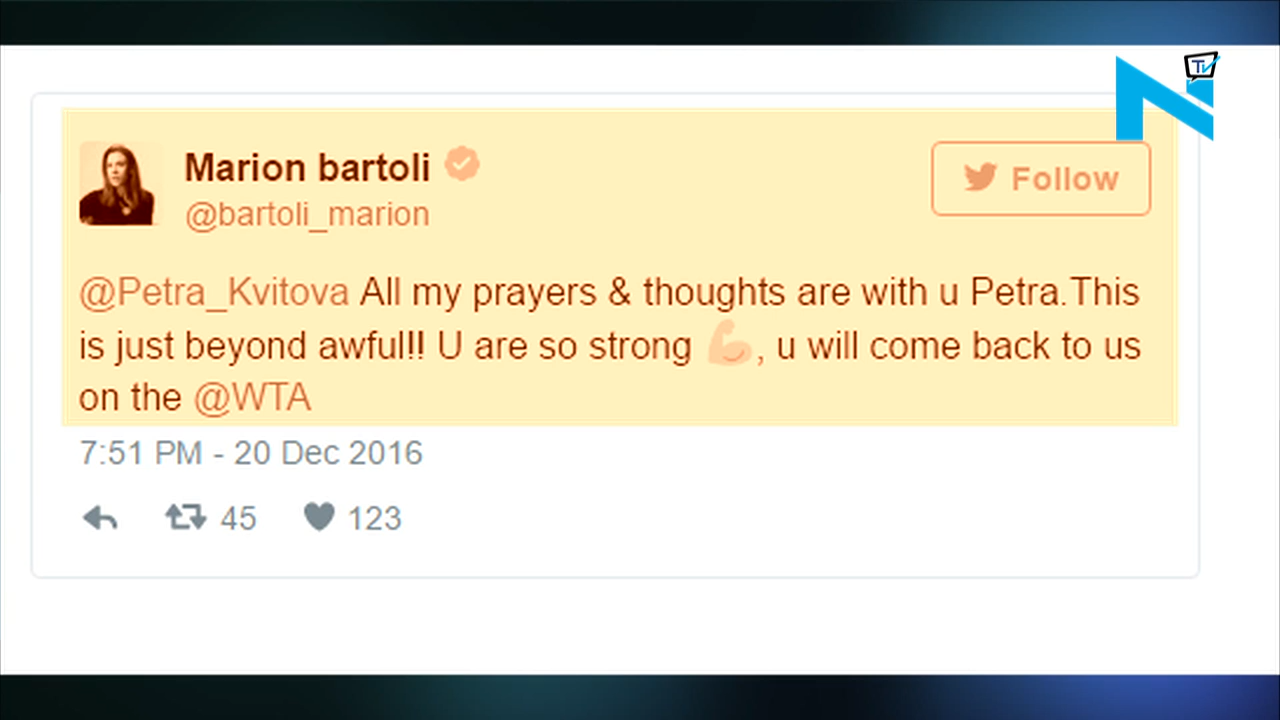 TV
Marion bartoli
@bartoli_marion
Follow
@Petra_Kvitova All my prayers & thoughts are with u Petra.This
is just beyond awful!! U are so strong 💪, u will come back to us
on the @WTA
7:51 PM - 20 Dec 2016
45 123